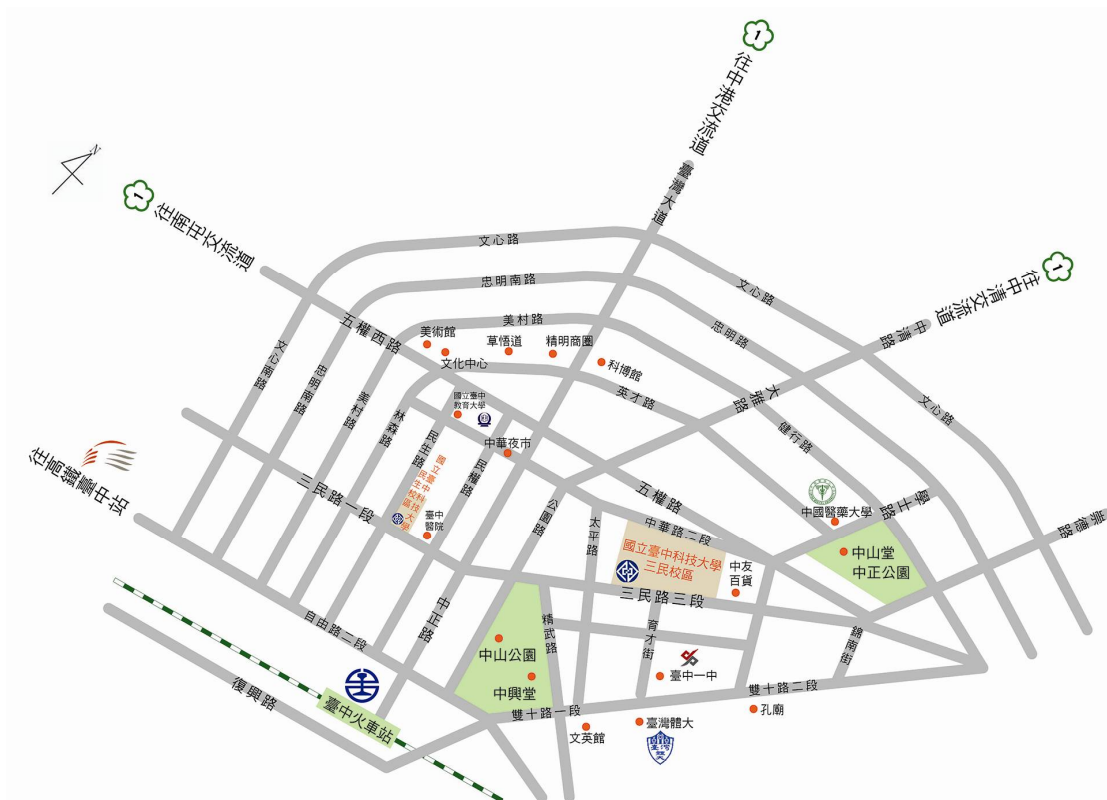 1
往中港交流道
臺灣大道
N
1
往南屯交流道
文心路
文心路
1
往中清交流道
中清路
忠明南路
忠明路
五權西路
美村路
美術館
草悟道
精明商圈
文化中心
科博館
文心南路
忠明南路
美村路
林森路
英才路
大雅路
健行路
文心路
國立臺中
教育大學
中華夜市
民生路
國立臺中科技大學
民生校區
民權路
往高鐵臺中站
三民路一段
臺中
醫院
公園路
五權路
太平路
中華路二段
中國醫藥大學
學士路
崇德路
國立臺中科技大學
三民校區
中友
百貨
中山堂
中正公園
三民路三段
自由路二段
中正路
精武路
育才街
錦南街
中山公園
臺中一中
中興堂
雙十路一段
雙十路二段
復興路
臺中火車站
文英館
臺灣體大
孔廟